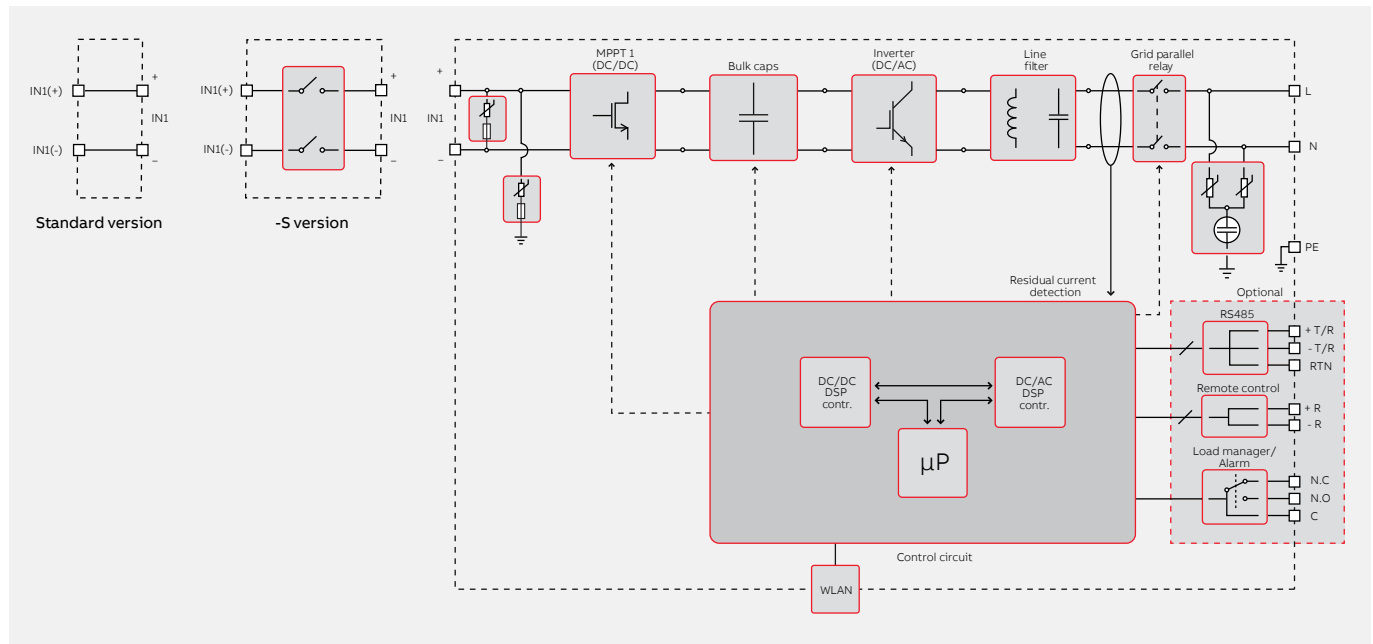 IN1(+)
+
IN1
IN1(-)
–
Standard version
IN1(+)
+
IN1
IN1(-)
–
-S version
+
IN1
–
MPPT 1
(DC/DC)
Bulk caps
Inverter
(DC/AC)
Line
filter
Grid parallel
relay
L
N
PE
Residual current
detection
Optional
RS485
+ T/R
- T/R
RTN
Remote control
+ R
- R
Load manager/
Alarm
N.C
N.O
C
DC/DC
DSP
contr.
DC/AC
DSP
contr.
µP
Control circuit
WLAN